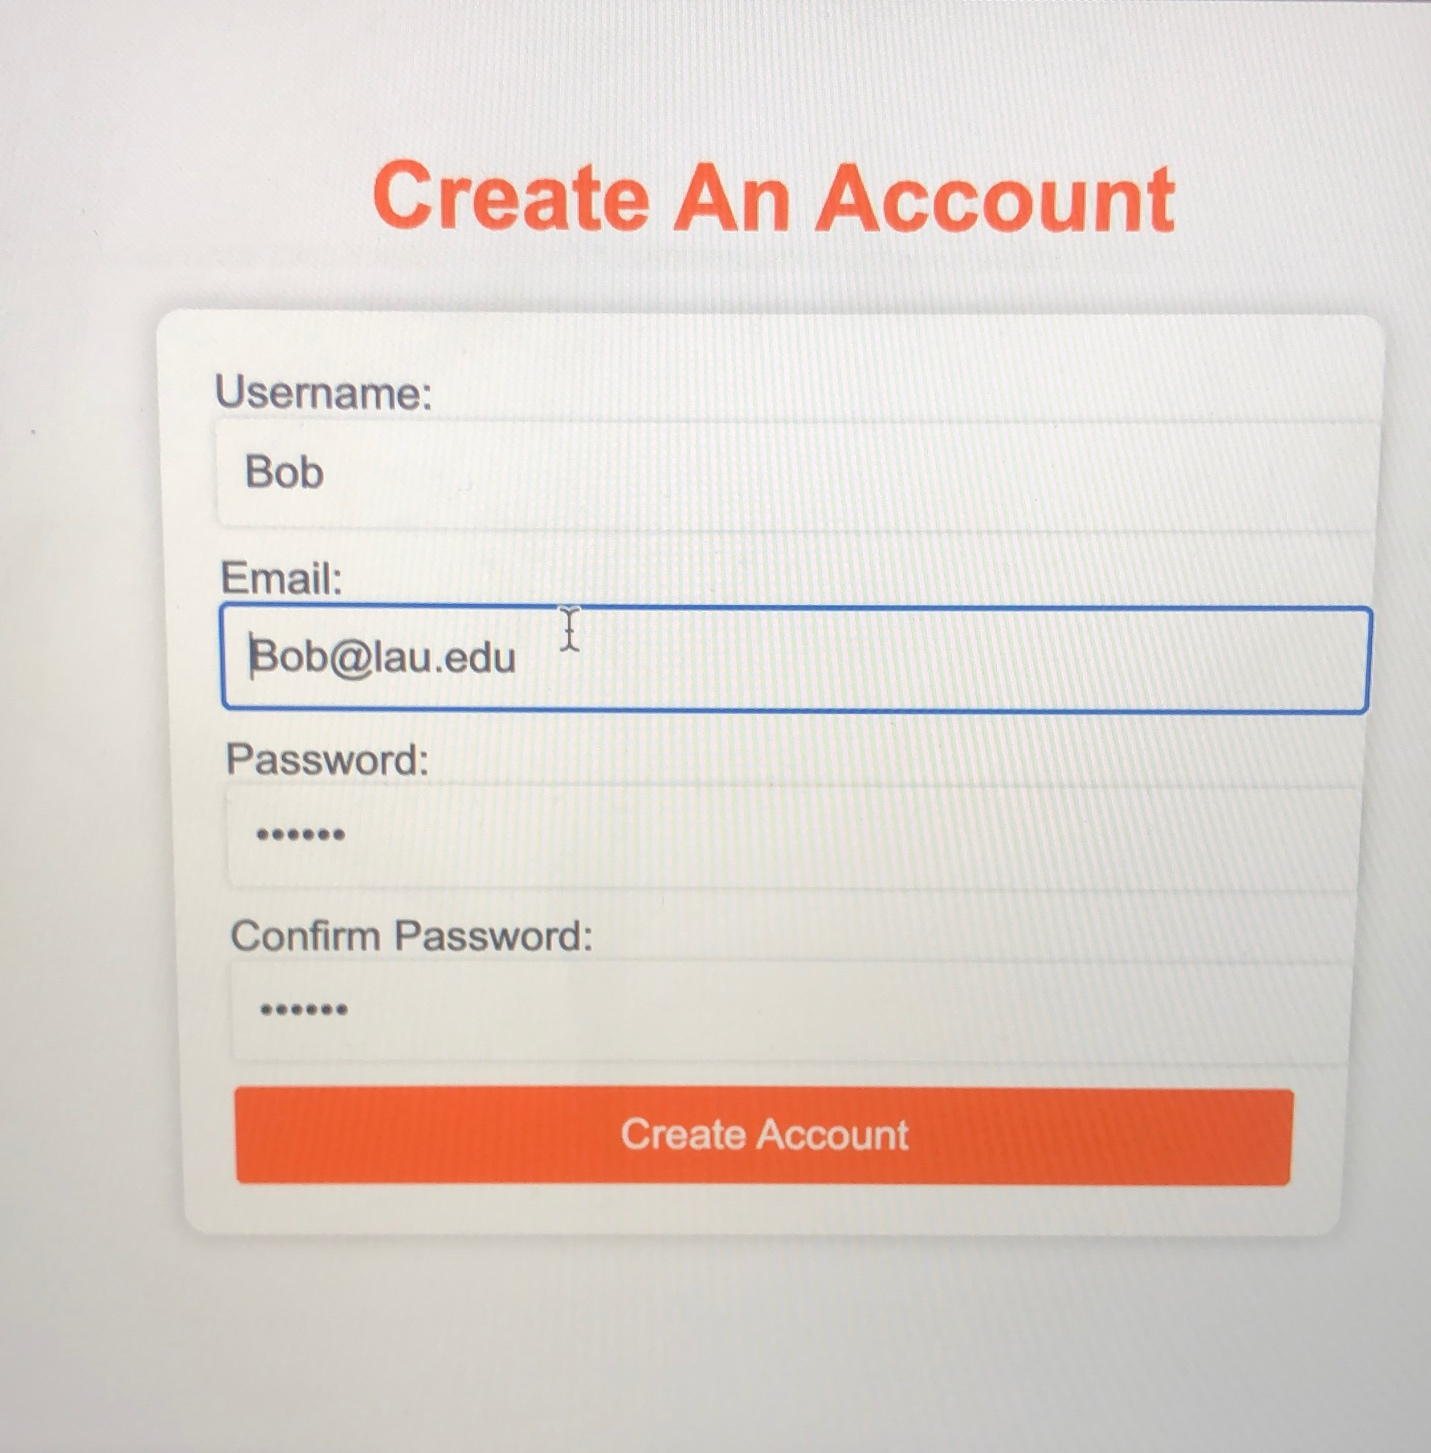 Create An Account
Username:
Bob
Email:
Bob@lau.edu
Password:
••••••
Confirm Password:
••••••
Create Account